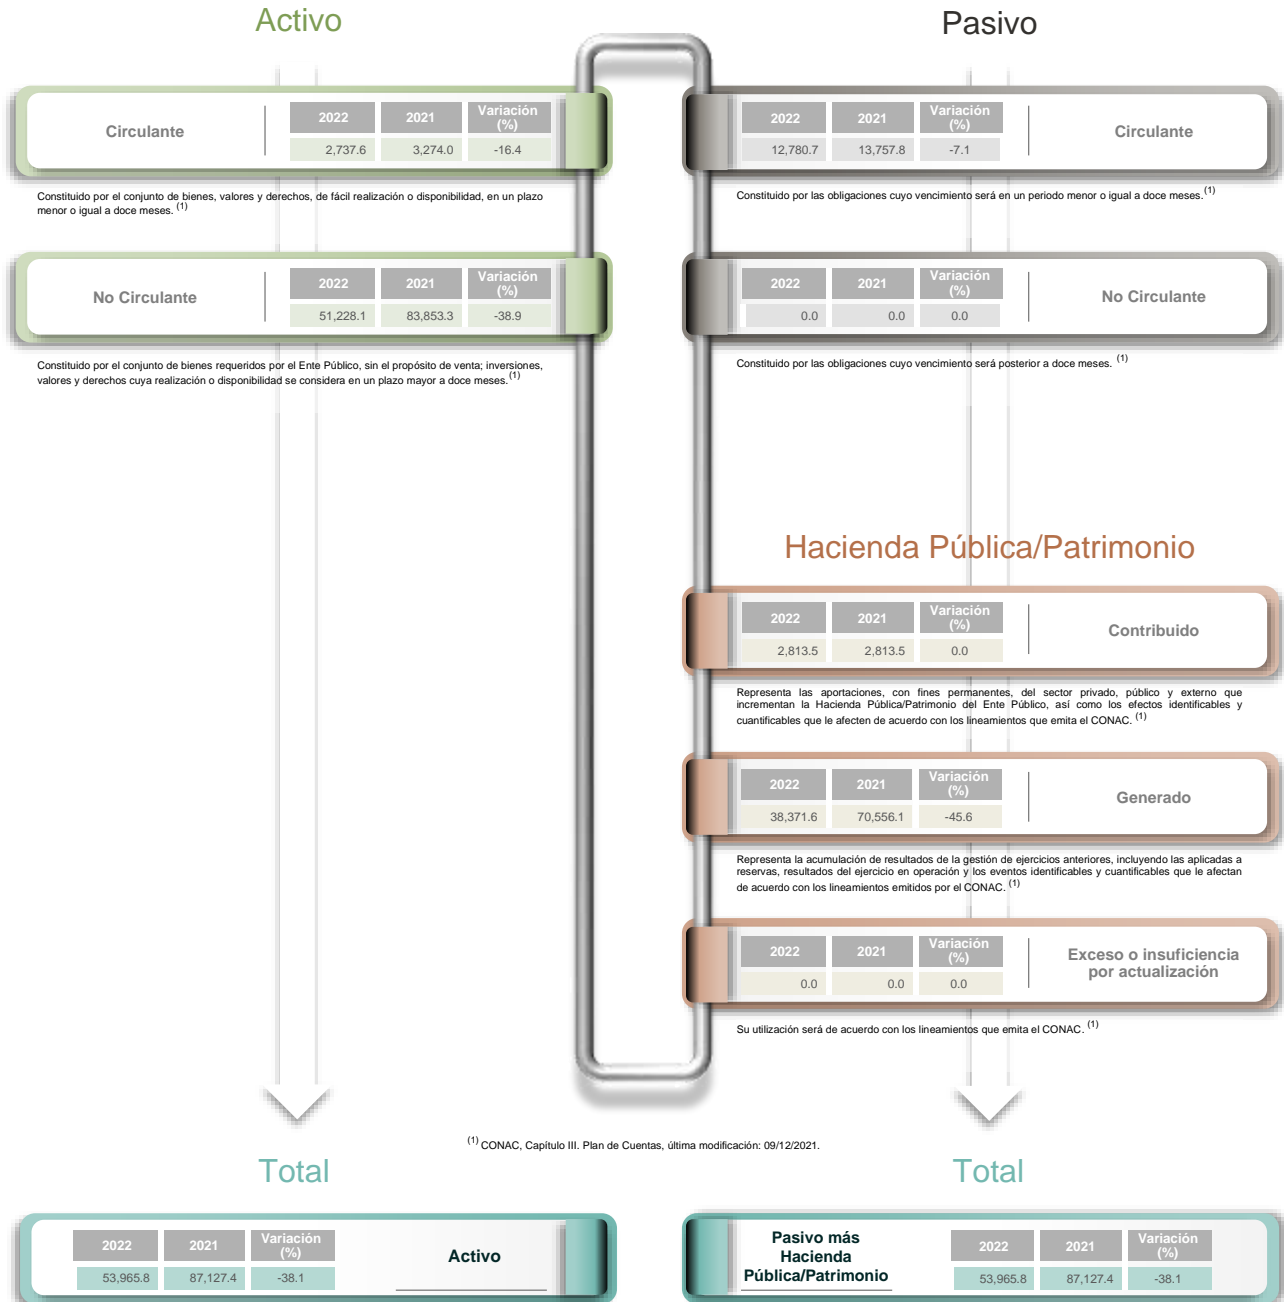 Activo
Circulante
2022 2021 Variación (%)
2,737.6 3,274.0 -16.4
Constituido por el conjunto de bienes, valores y derechos, de fácil realización o disponibilidad, en un plazo
menor o igual a doce meses. (1)
No Circulante
2022 2021 Variación (%)
51,228.1 83,853.3 -38.9
Constituido por el conjunto de bienes requeridos por el Ente Público, sin el propósito de venta; inversiones,
valores y derechos cuya realización o disponibilidad se considera en un plazo mayor a doce meses. (1)
Pasivo
2022 2021 Variación (%)
12,780.7 13,757.8 -7.1
Circulante
Constituido por las obligaciones cuyo vencimiento será en un periodo menor o igual a doce meses. (1)
2022 2021 Variación (%)
0.0 0.0 0.0
No Circulante
Constituido por las obligaciones cuyo vencimiento será posterior a doce meses. (1)
Hacienda Pública/Patrimonio
2022 2021 Variación (%)
2,813.5 2,813.5 0.0
Contribuido
Representa las aportaciones, con fines permanentes, del sector privado, público y externo que
incrementan la Hacienda Pública/Patrimonio del Ente Público, así como los efectos identificables y
cuantificables que le afecten de acuerdo con los lineamientos que emita el CONAC. (1)
2022 2021 Variación (%)
38,371.6 70,556.1 -45.6
Generado
Representa la acumulación de resultados de la gestión de ejercicios anteriores, incluyendo las aplicadas a
reservas, resultados del ejercicio en operación y los eventos identificables y cuantificables que le afectan
de acuerdo con los lineamientos emitidos por el CONAC. (1)
2022 2021 Variación (%)
0.0 0.0 0.0
Exceso o insuficiencia
por actualización
Su utilización será de acuerdo con los lineamientos que emita el CONAC. (1)
(1) CONAC, Capítulo III. Plan de Cuentas, última modificación: 09/12/2021.
Total
2022 2021 Variación (%)
53,965.8 87,127.4 -38.1
Activo
Total
Pasivo más
Hacienda
Pública/Patrimonio
2022 2021 Variación (%)
53,965.8 87,127.4 -38.1